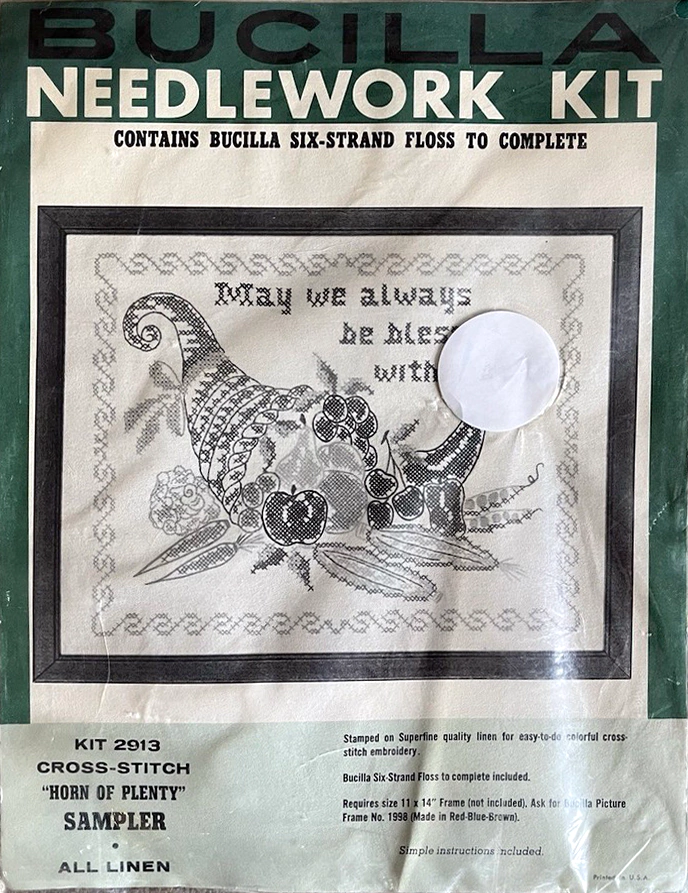 BUCILLA
NEEDLEWORK KIT
CONTAINS BUCILLA SIX-STRAND FLOSS TO COMPLETE
May we always
be
with
KIT 2913
CROSS-STITCH
"HORN OF PLENTY"
SAMPLER
•
ALL LINEN
Stamped on Superfine quality linen for easy-to-do colorful cross-
stitch embroidery.
Bucilla Six-Strand Floss to complete included.
Requires size 11 x 14" Frame (not included). Ask for Bucilla Picture
Frame No. 1998 (Made in Red-Blue-Brown).
Simple instructions included.
Printed in U.S.A.